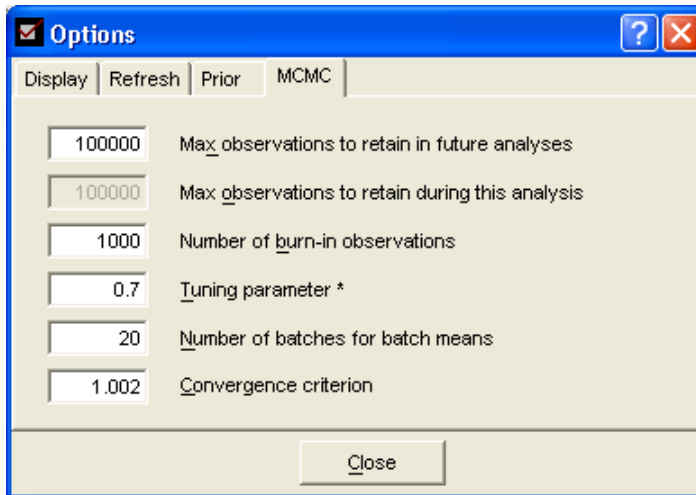 Options
Display Refresh Prior MCMC
100000 Max observations to retain in future analyses
100000 Max observations to retain during this analysis
1000 Number of burn-in observations
0.7 Tuning parameter *
20 Number of batches for batch means
1.002 Convergence criterion
Close